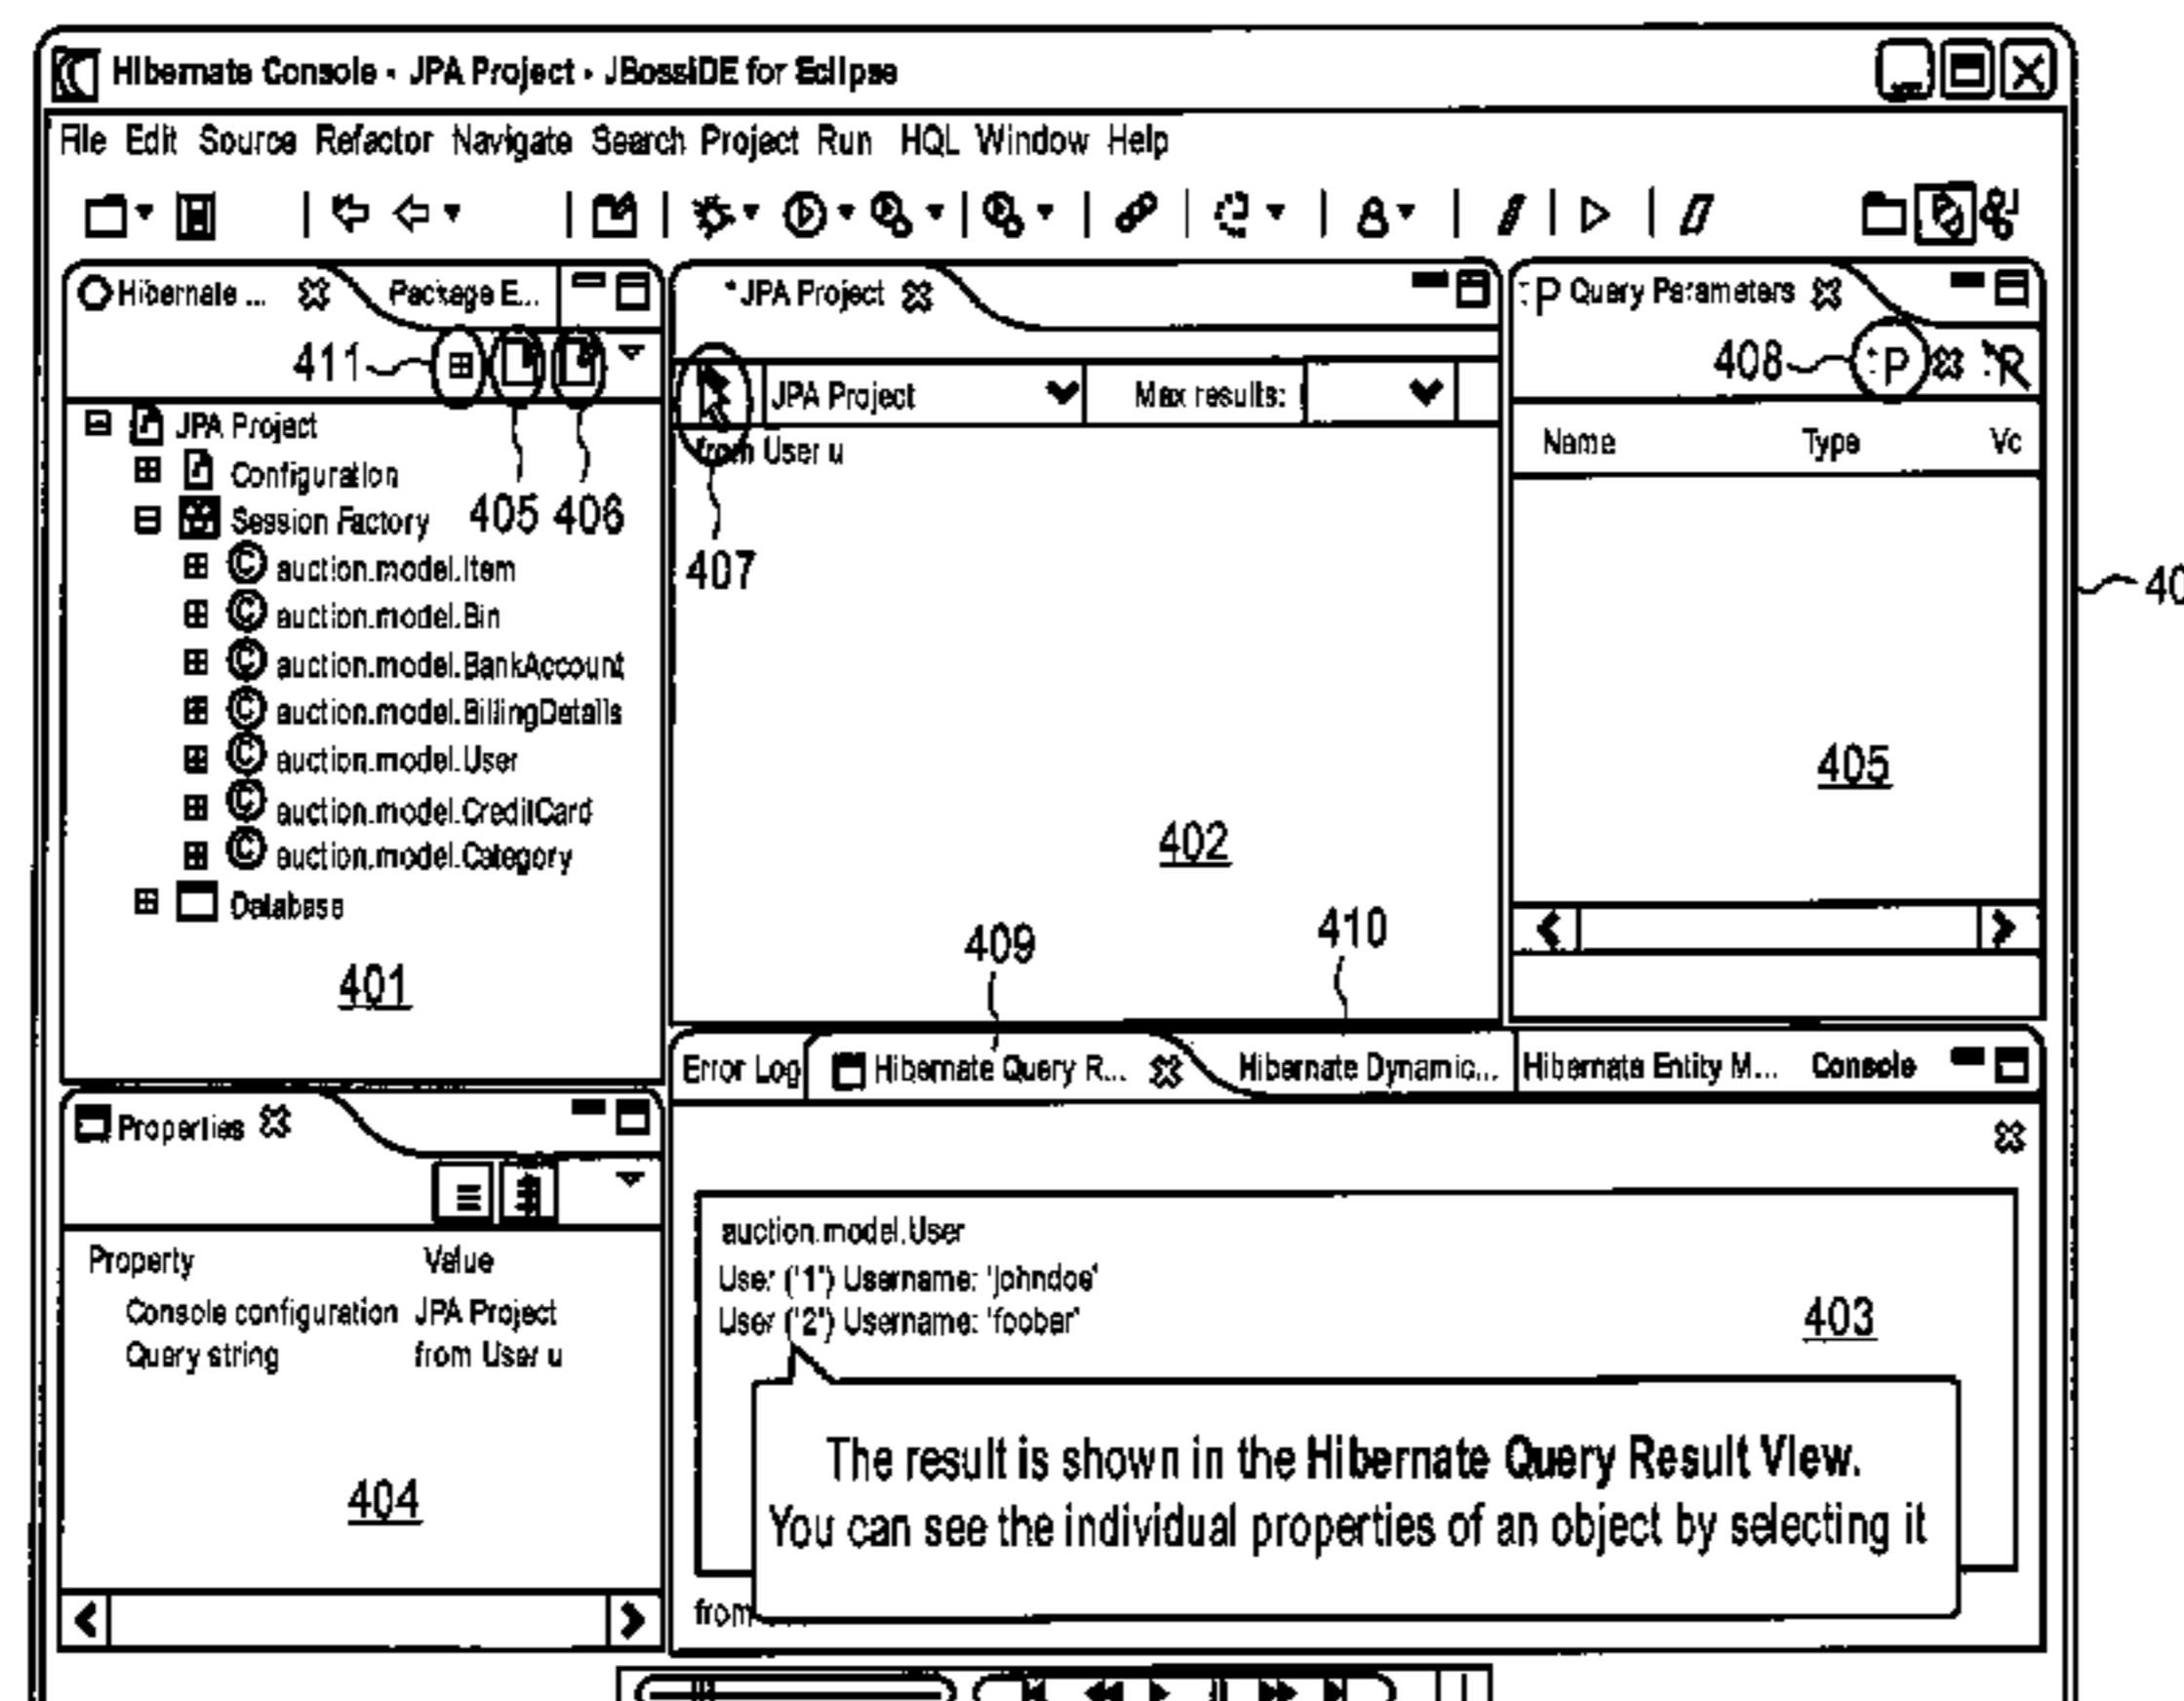 Hibernate Console - JPA Project - JBossIDE for Eclipse
File Edit Source Refactor Navigate Search Project Run HQL Window Help
Hibernate ... Package E...
*JPA Project
:P Query Parameters
411
408
:P
JPA Project Max results:
from User u
Name Type
405 406
407
JPA Project
Configuration
Session Factory
auction.model.Item
auction.model.Bin
auction.model.BankAccount
auction.model.BillingDetails
auction.model.User
auction.model.CreditCard
auction.model.Category
Database
401
402
405
409
410
Error Log Hibernate Query R... Hibernate Dynamic... Hibernate Entity M... Console
Properties
Property Value
Console configuration JPA Project
Query string from User u
404
auction.model.User
User ('1') Username: 'johndoe'
User ('2') Username: 'foobar'
403
The result is shown in the Hibernate Query Result View.
You can see the individual properties of an object by selecting it
from